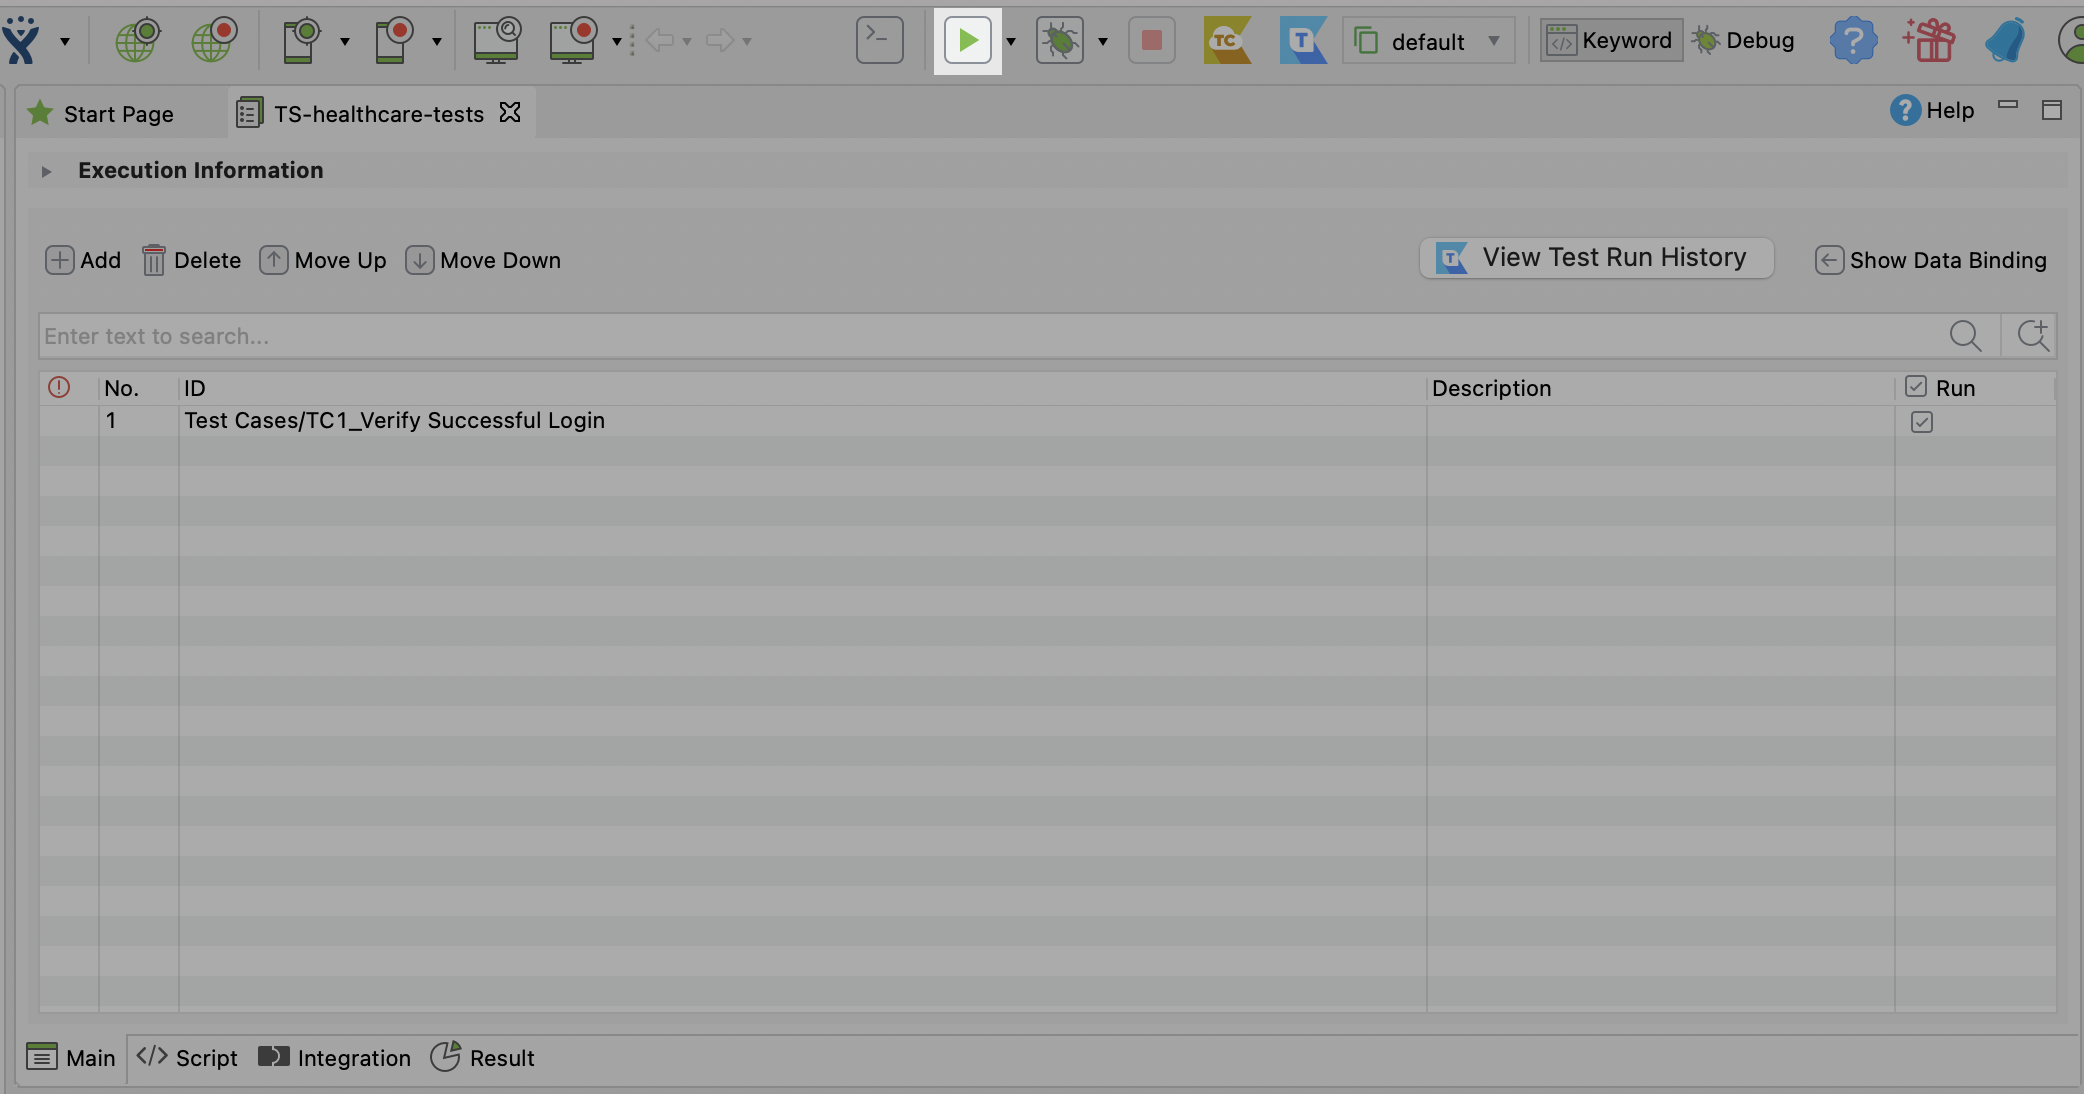 TC T default Keyword Debug
Start Page TS-healthcare-tests Help
Execution Information
Add Delete Move Up Move Down T View Test Run History Show Data Binding
Enter text to search...
No. ID Description Run
1 Test Cases/TC1_Verify Successful Login
Main Script Integration Result